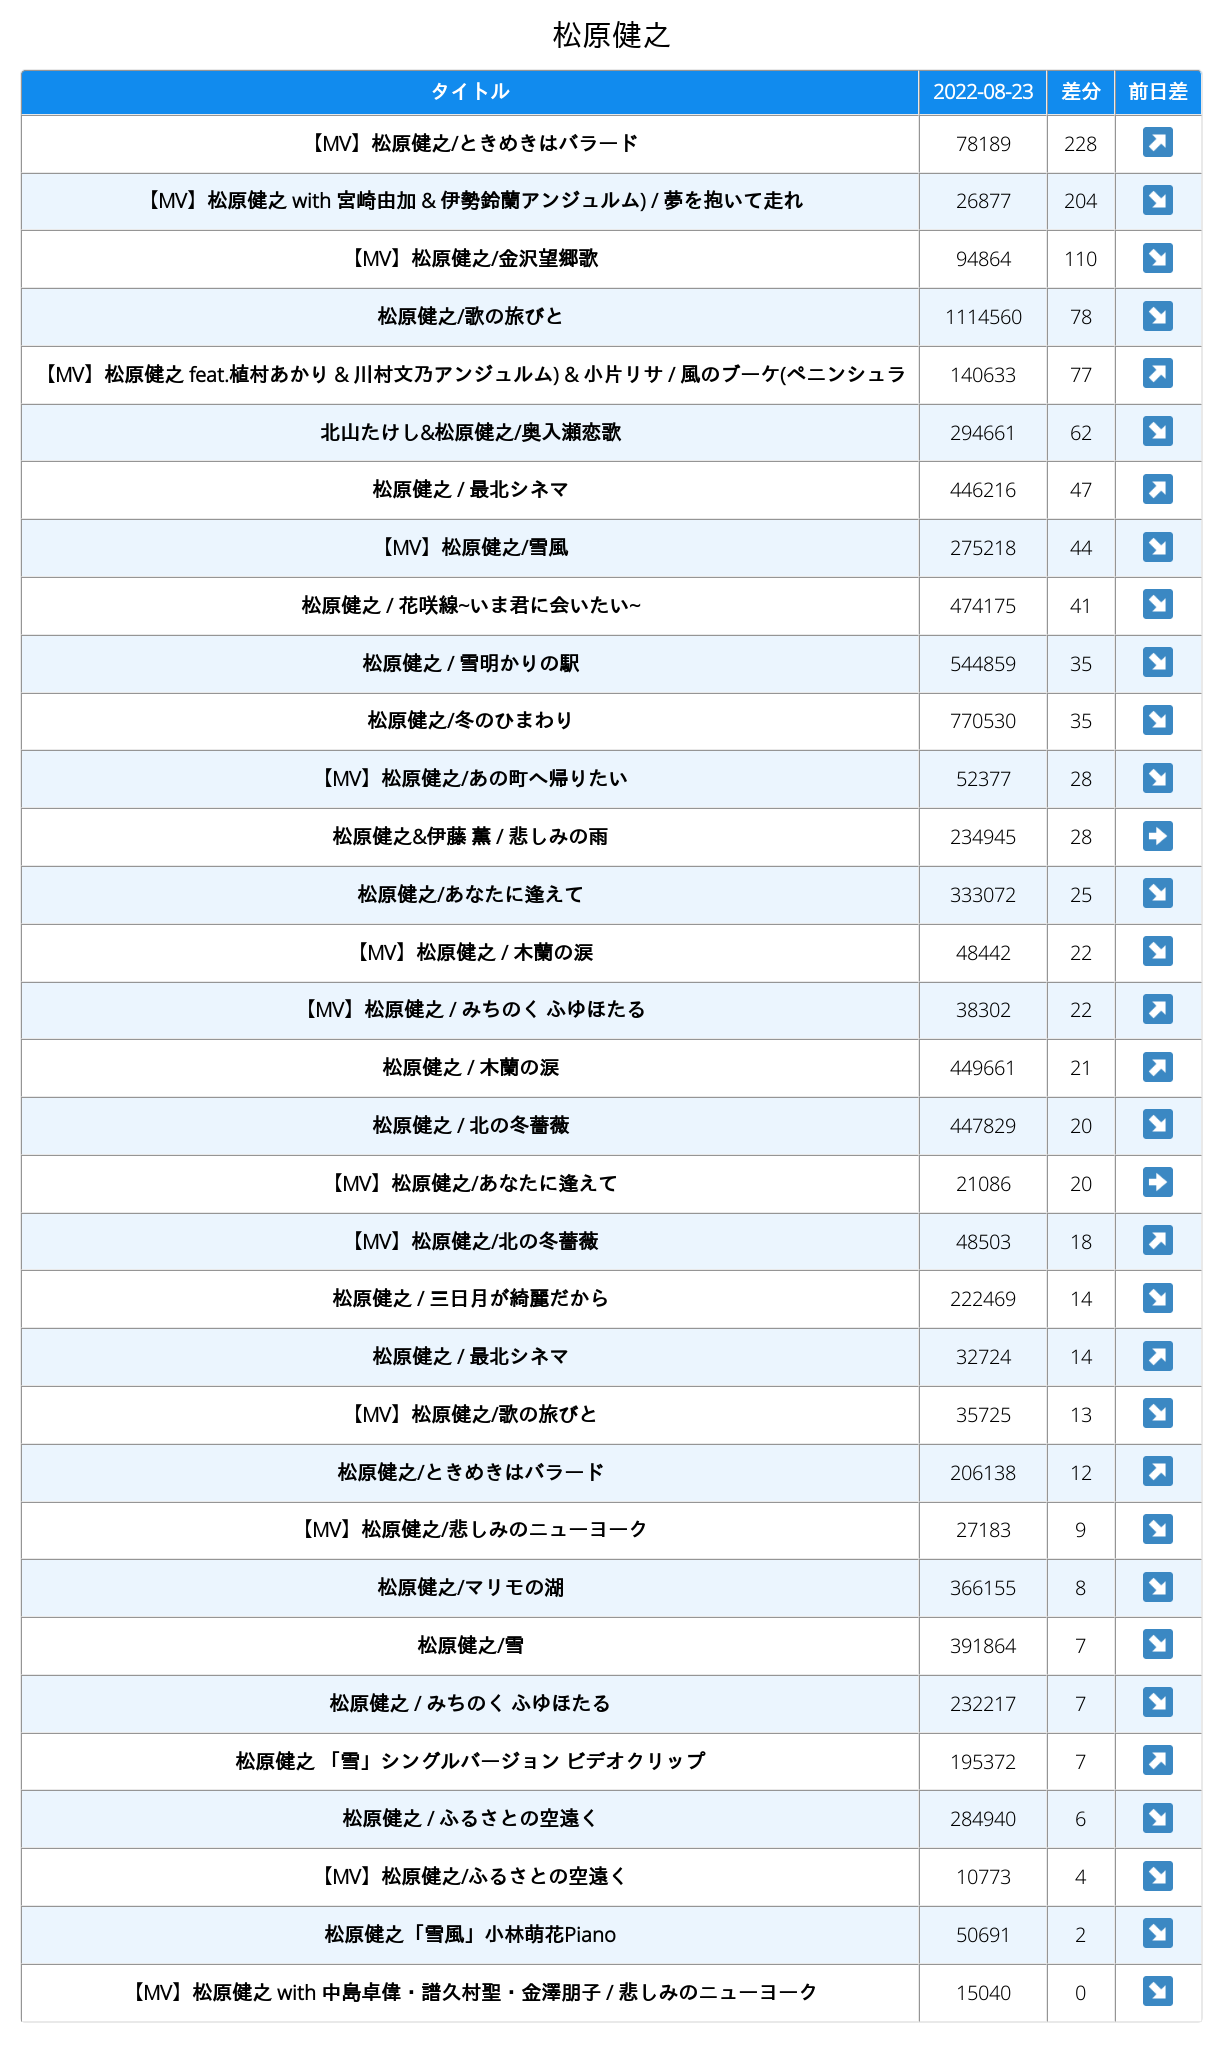 松原健之
タイトル 2022-08-23 差分 前日差
【MV】松原健之/ときめきはバラード 78189 228 ↗
【MV】松原健之 with 宮崎由加 & 伊勢鈴蘭アンジュルム) / 夢を抱いて走れ 26877 204 ↘
【MV】松原健之/金沢望郷歌 94864 110 ↘
松原健之/歌の旅びと 1114560 78 ↘
【MV】松原健之 feat.植村あかり & 川村文乃アンジュルム) & 小片リサ / 風のブーケ(ペニンシュラ 140633 77 ↗
北山たけし&松原健之/奥入瀬恋歌 294661 62 ↘
松原健之 / 最北シネマ 446216 47 ↗
【MV】松原健之/雪風 275218 44 ↘
松原健之 / 花咲線~いま君に会いたい~ 474175 41 ↘
松原健之 / 雪明かりの駅 544859 35 ↘
松原健之/冬のひまわり 770530 35 ↘
【MV】松原健之/あの町へ帰りたい 52377 28 ↘
松原健之&伊藤 薫 / 悲しみの雨 234945 28 ➡
松原健之/あなたに逢えて 333072 25 ↘
【MV】松原健之 / 木蘭の涙 48442 22 ↘
【MV】松原健之 / みちのく ふゆほたる 38302 22 ↗
松原健之 / 木蘭の涙 449661 21 ↗
松原健之 / 北の冬薔薇 447829 20 ↘
【MV】松原健之/あなたに逢えて 21086 20 ➡
【MV】松原健之/北の冬薔薇 48503 18 ↗
松原健之 / 三日月が綺麗だから 222469 14 ↘
松原健之 / 最北シネマ 32724 14 ↗
【MV】松原健之/歌の旅びと 35725 13 ↘
松原健之/ときめきはバラード 206138 12 ↗
【MV】松原健之/悲しみのニューヨーク 27183 9 ↘
松原健之/マリモの湖 366155 8 ↘
松原健之/雪 391864 7 ↘
松原健之 / みちのく ふゆほたる 232217 7 ↘
松原健之 「雪」シングルバージョン ビデオクリップ 195372 7 ↗
松原健之 / ふるさとの空遠く 284940 6 ↘
【MV】松原健之/ふるさとの空遠く 10773 4 ↘
松原健之「雪風」小林萌花Piano 50691 2 ↘
【MV】松原健之 with 中島卓偉・譜久村聖・金澤朋子 / 悲しみのニューヨーク 15040 0 ↘